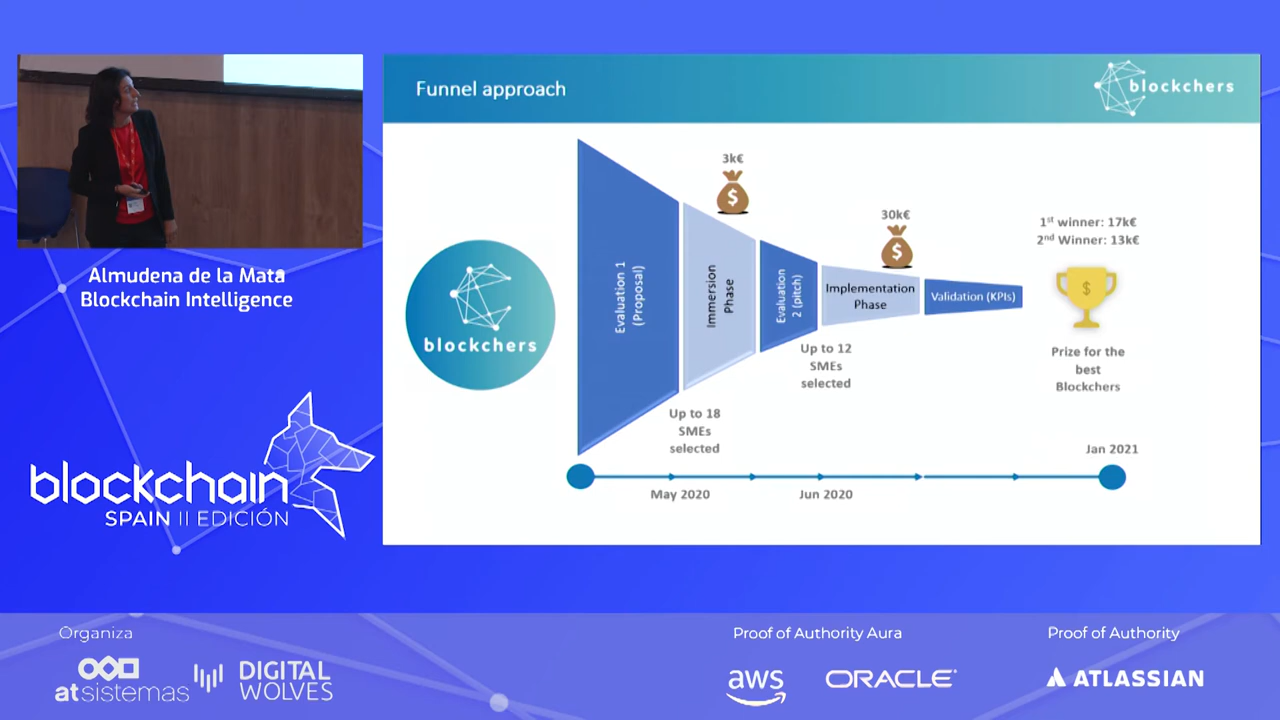 Funnel approach
blockchers
blockchers
Evaluation 1
(Proposal)
3k€
$
Immersion
Phase
Up to 18
SMEs
selected
Evaluation
2 (pitch)
Up to 12
SMEs
selected
30k€
$
Implementation
Phase
Validation (KPIs)
1st winner: 17k€
2nd Winner: 13k€
$
Prize for the
best
Blockchers
May 2020
Jun 2020
Jan 2021
Almudena de la Mata
Blockchain Intelligence
blockchain
SPAIN II EDICIÓN
Organiza
atsistemas
DIGITAL
WOLVES
Proof of Authority Aura
aws
ORACLE
Proof of Authority
ATLASSIAN